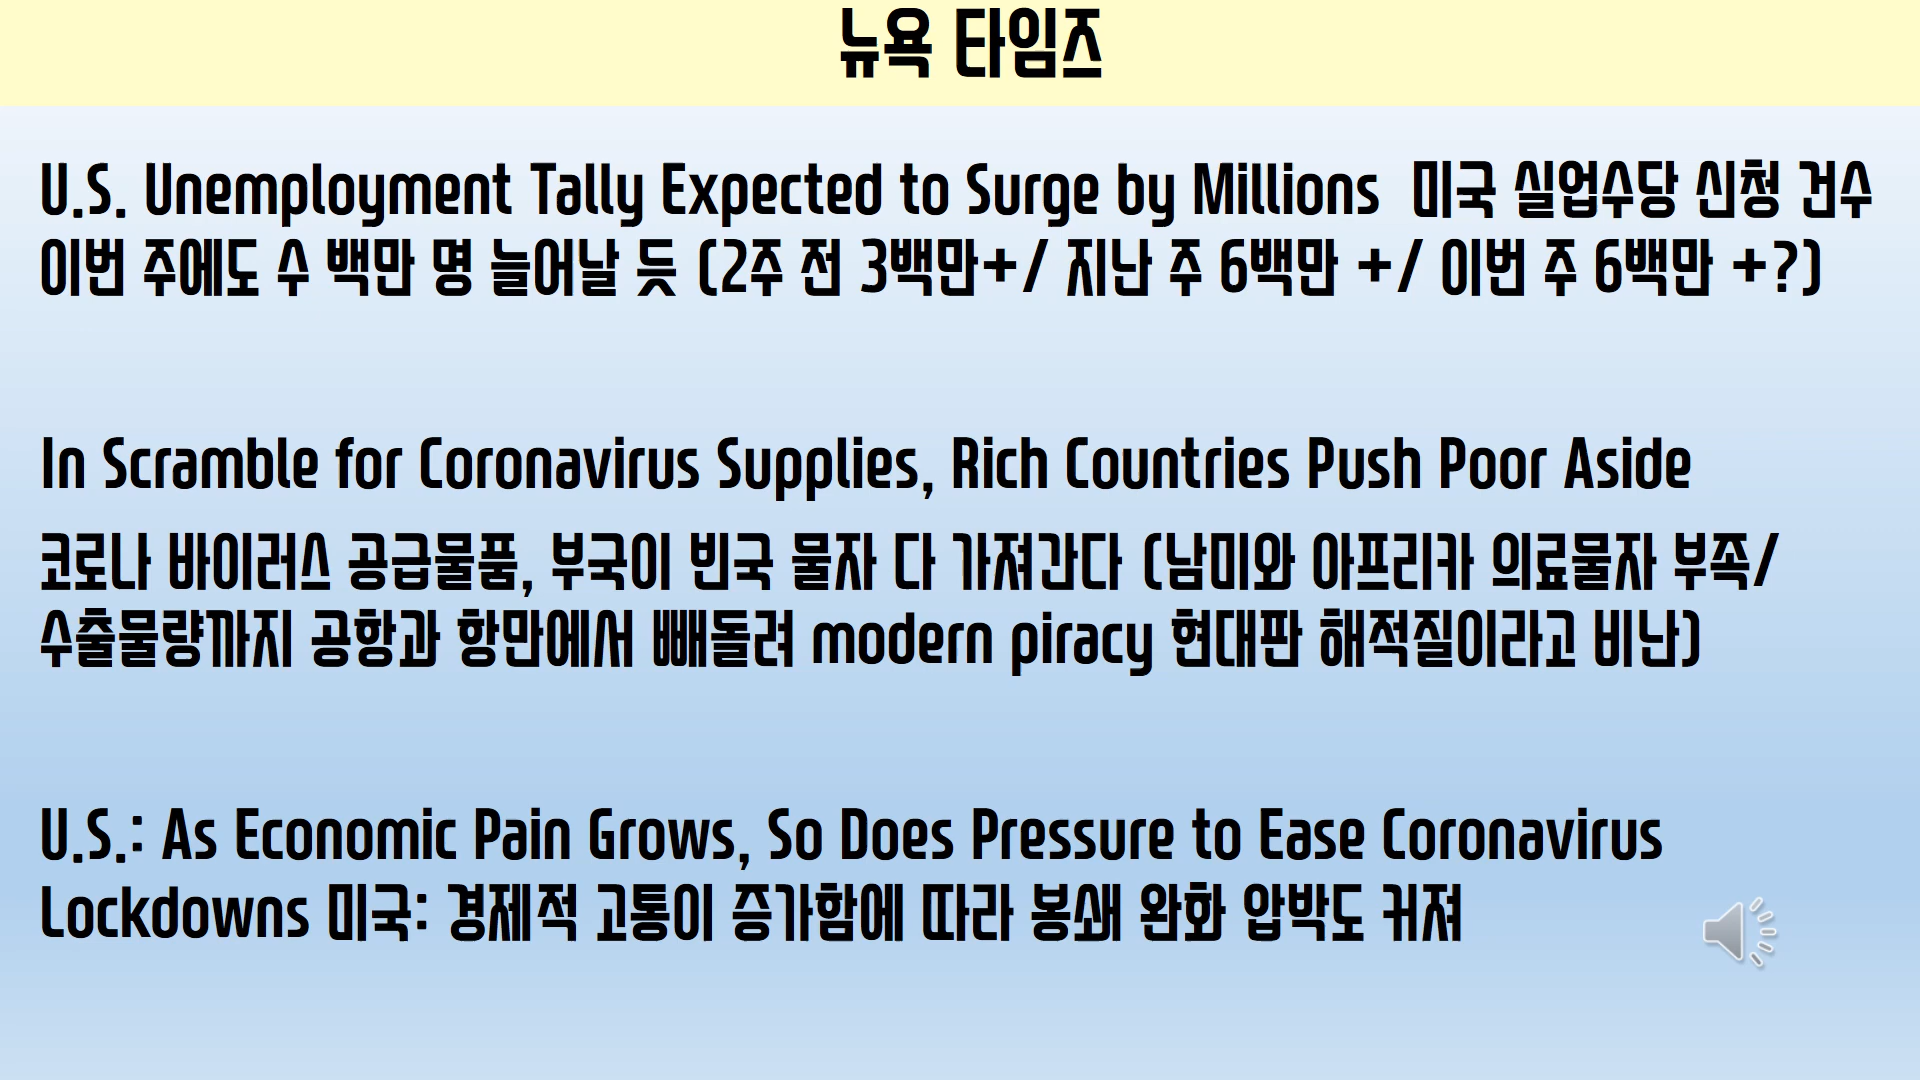 뉴욕 타임즈
U.S. Unemployment Tally Expected to Surge by Millions 미국 실업수당 신청 건수
이번 주에도 수 백만 명 늘어날 듯 (2주 전 3백만+/ 지난 주 6백만 +/ 이번 주 6백만 +?)
In Scramble for Coronavirus Supplies, Rich Countries Push Poor Aside
코로나 바이러스 공급물품, 부국이 빈국 물자 다 가져간다 (남미와 아프리카 의료물자 부족/
수출물량까지 공항과 항만에서 빼돌려 modern piracy 현대판 해적질이라고 비난)
U.S.: As Economic Pain Grows, So Does Pressure to Ease Coronavirus
Lockdowns 미국: 경제적 고통이 증가함에 따라 봉쇄 완화 압박도 커져